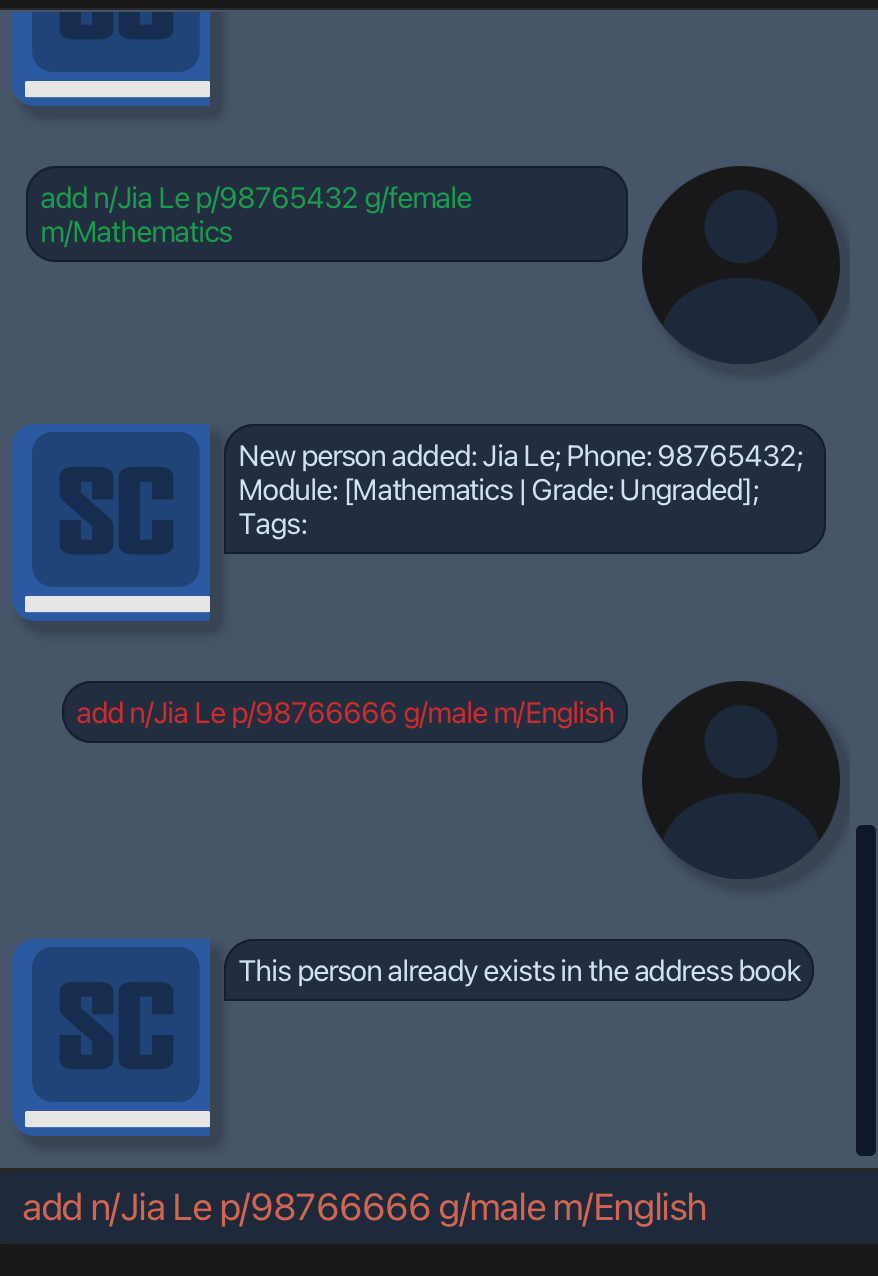 SC
add n/Jia Le p/98765432 g/female
m/Mathematics
SC
New person added: Jia Le; Phone: 98765432;
Module: [Mathematics | Grade: Ungraded];
Tags:
add n/Jia Le p/98766666 g/male m/English
SC
This person already exists in the address book
add n/Jia Le p/98766666 g/male m/English